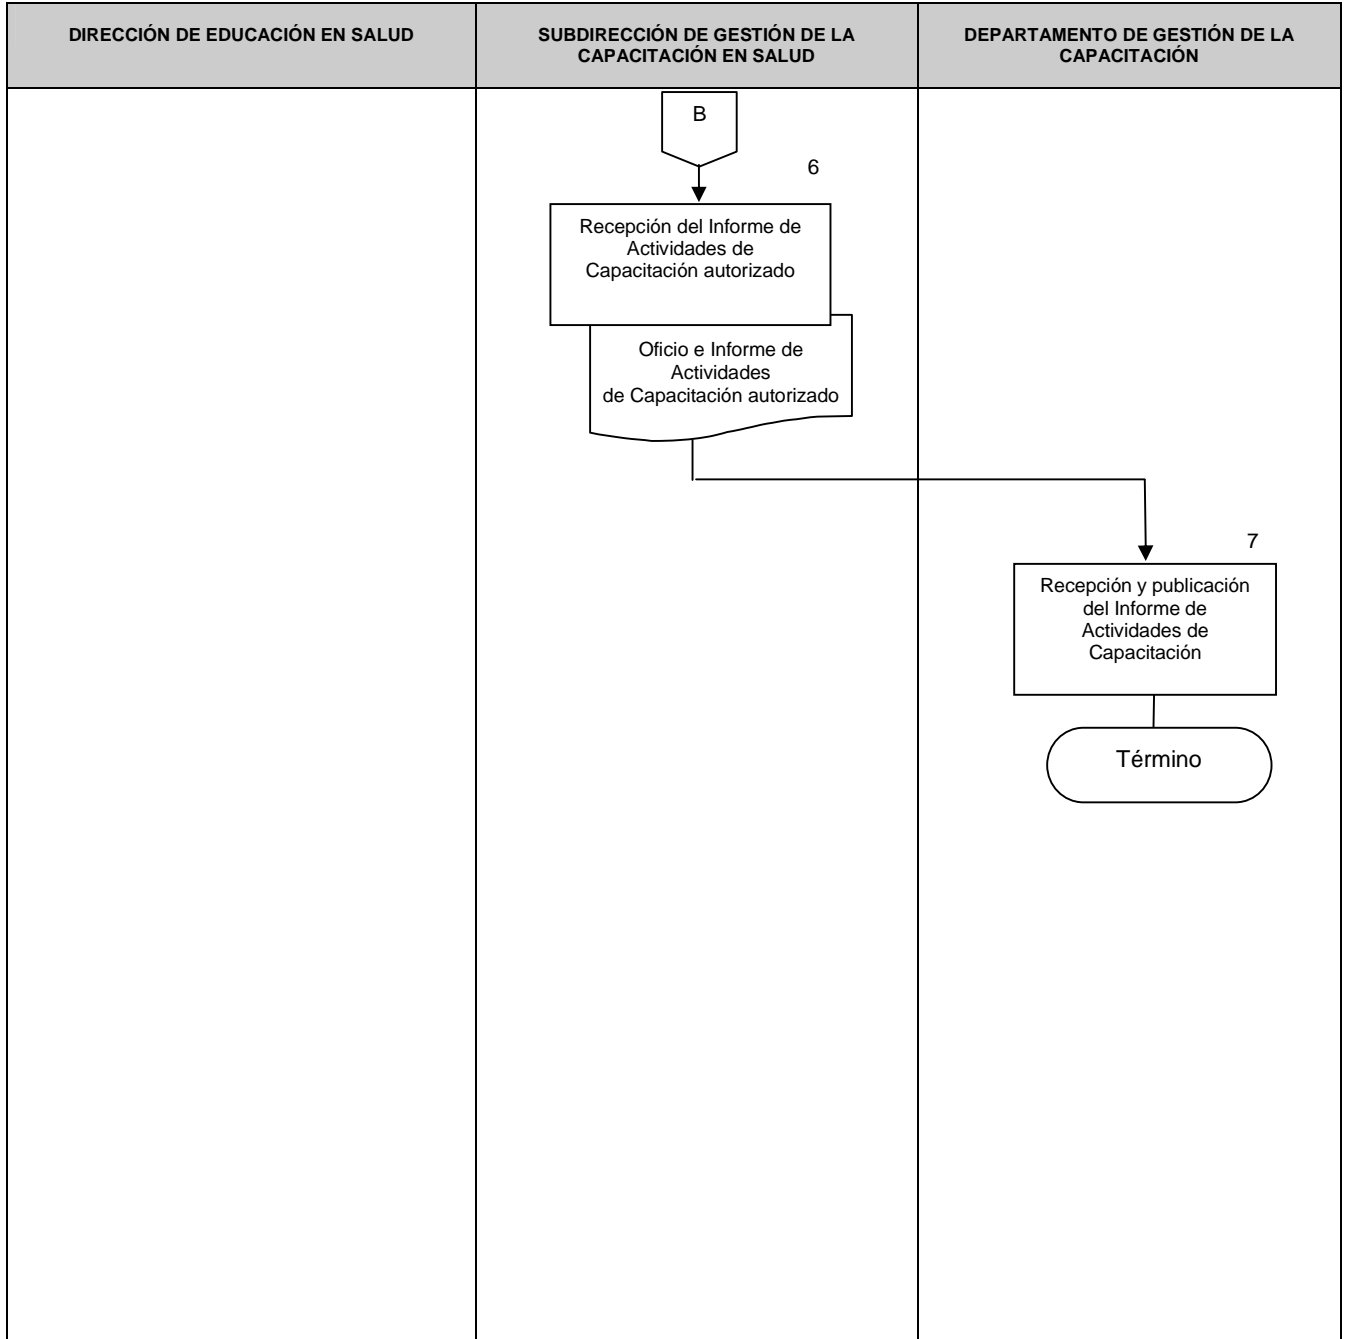 DIRECCIÓN DE EDUCACIÓN EN SALUD
SUBDIRECCIÓN DE GESTIÓN DE LA
CAPACITACIÓN EN SALUD
DEPARTAMENTO DE GESTIÓN DE LA
CAPACITACIÓN
B
6
Recepción del Informe de
Actividades de
Capacitación autorizado
Oficio e Informe de
Actividades
de Capacitación autorizado
7
Recepción y publicación
del Informe de
Actividades de
Capacitación
Término